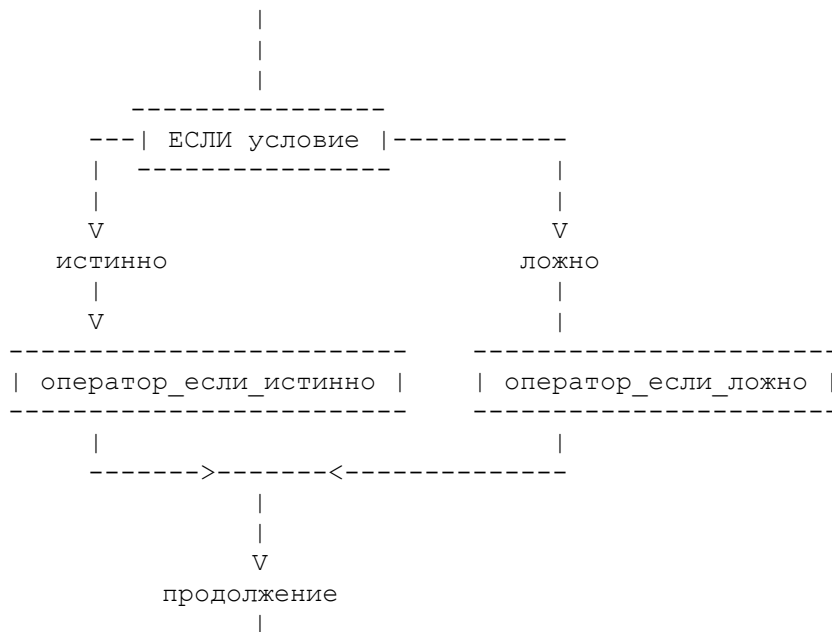 ЕСЛИ условие
истинно ложно
оператор_если_истинно оператор_если_ложно
продолжение